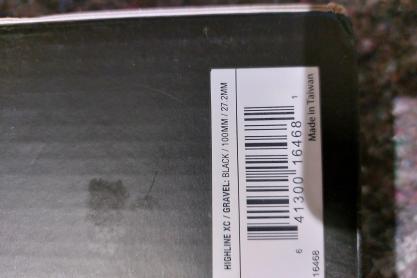 HIGHLINE XC / GRAVEL: BLACK / 100MM / 27.2MM
6 41300 16468 1
Made in Taiwan
16468